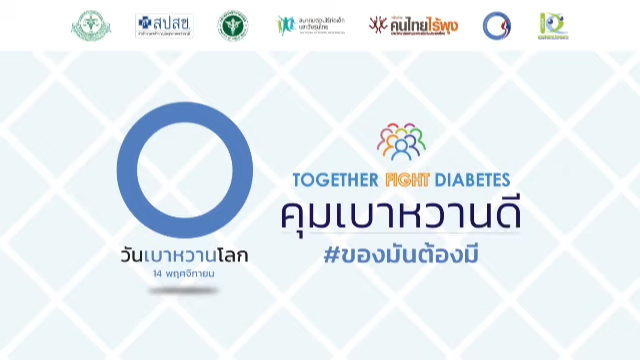 สปสช.
คนไทยไร้พุง
วันเบาหวานโลก
14 พฤศจิกายน
TOGETHER FIGHT DIABETES
คุมเบาหวานดี
#ของมันต้องมี